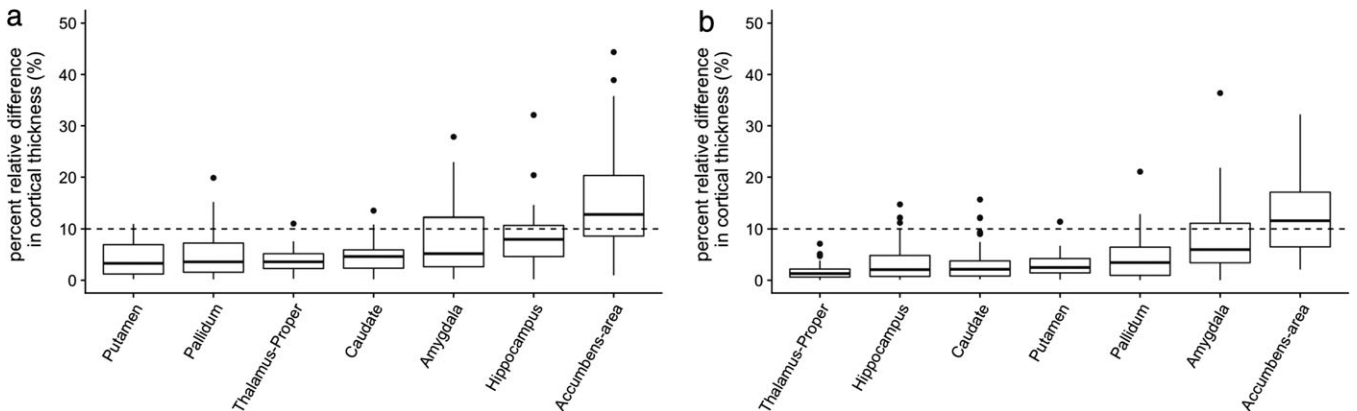 a
percent relative difference
in cortical thickness (%)
50
40
30
20
10
0
Putamen
Pallidum
Thalamus-Proper
Caudate
Amygdala
Hippocampus
Accumbens-area
b
percent relative difference
in cortical thickness (%)
50
40
30
20
10
0
Thalamus-Proper
Hippocampus
Caudate
Putamen
Pallidum
Amygdala
Accumbens-area